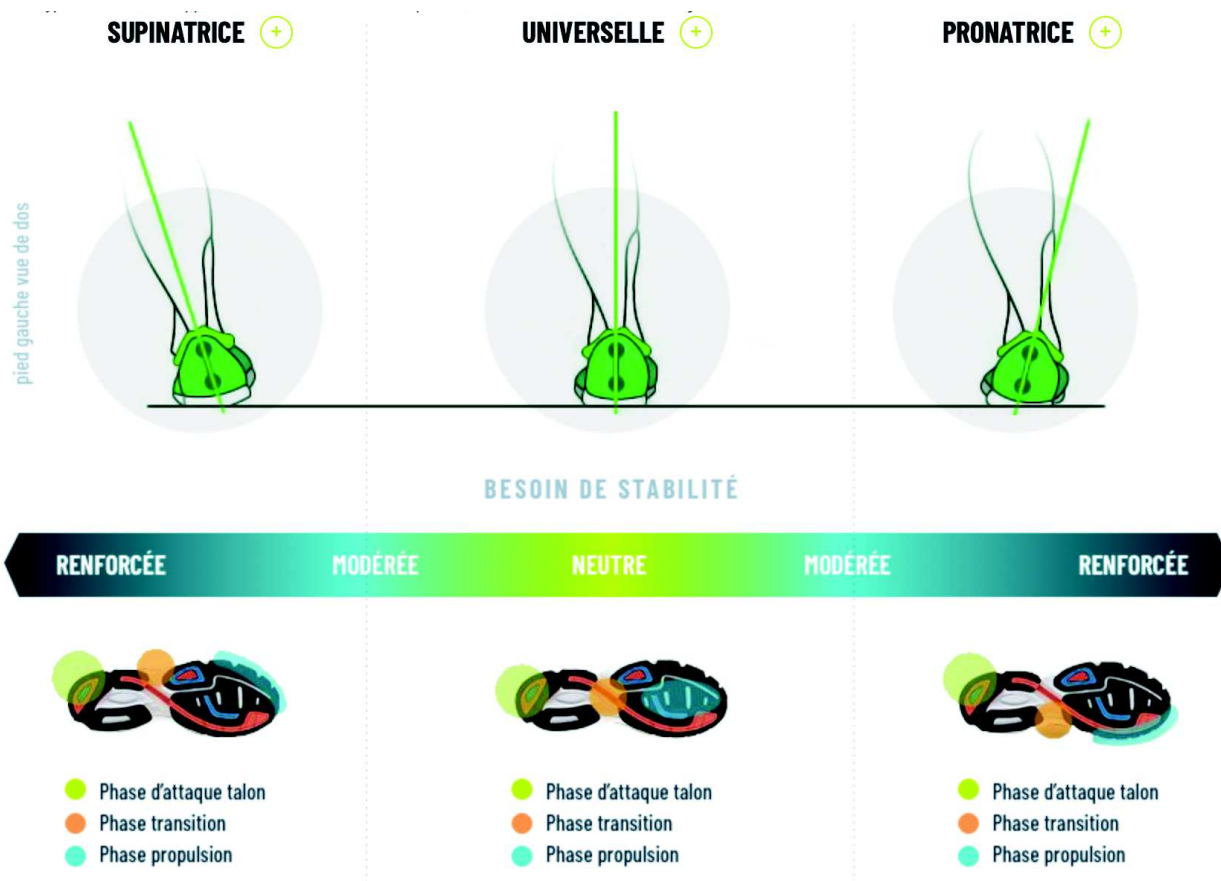 SUPINATRICE +
UNIVERSELLE +
PRONATRICE +
pied gauche vue de dos
BESOIN DE STABILITÉ
RENFORCÉE
MODÉRÉE
NEUTRE
MODÉRÉE
RENFORCÉE
Phase d'attaque talon
Phase transition
Phase propulsion
Phase d'attaque talon
Phase transition
Phase propulsion
Phase d'attaque talon
Phase transition
Phase propulsion